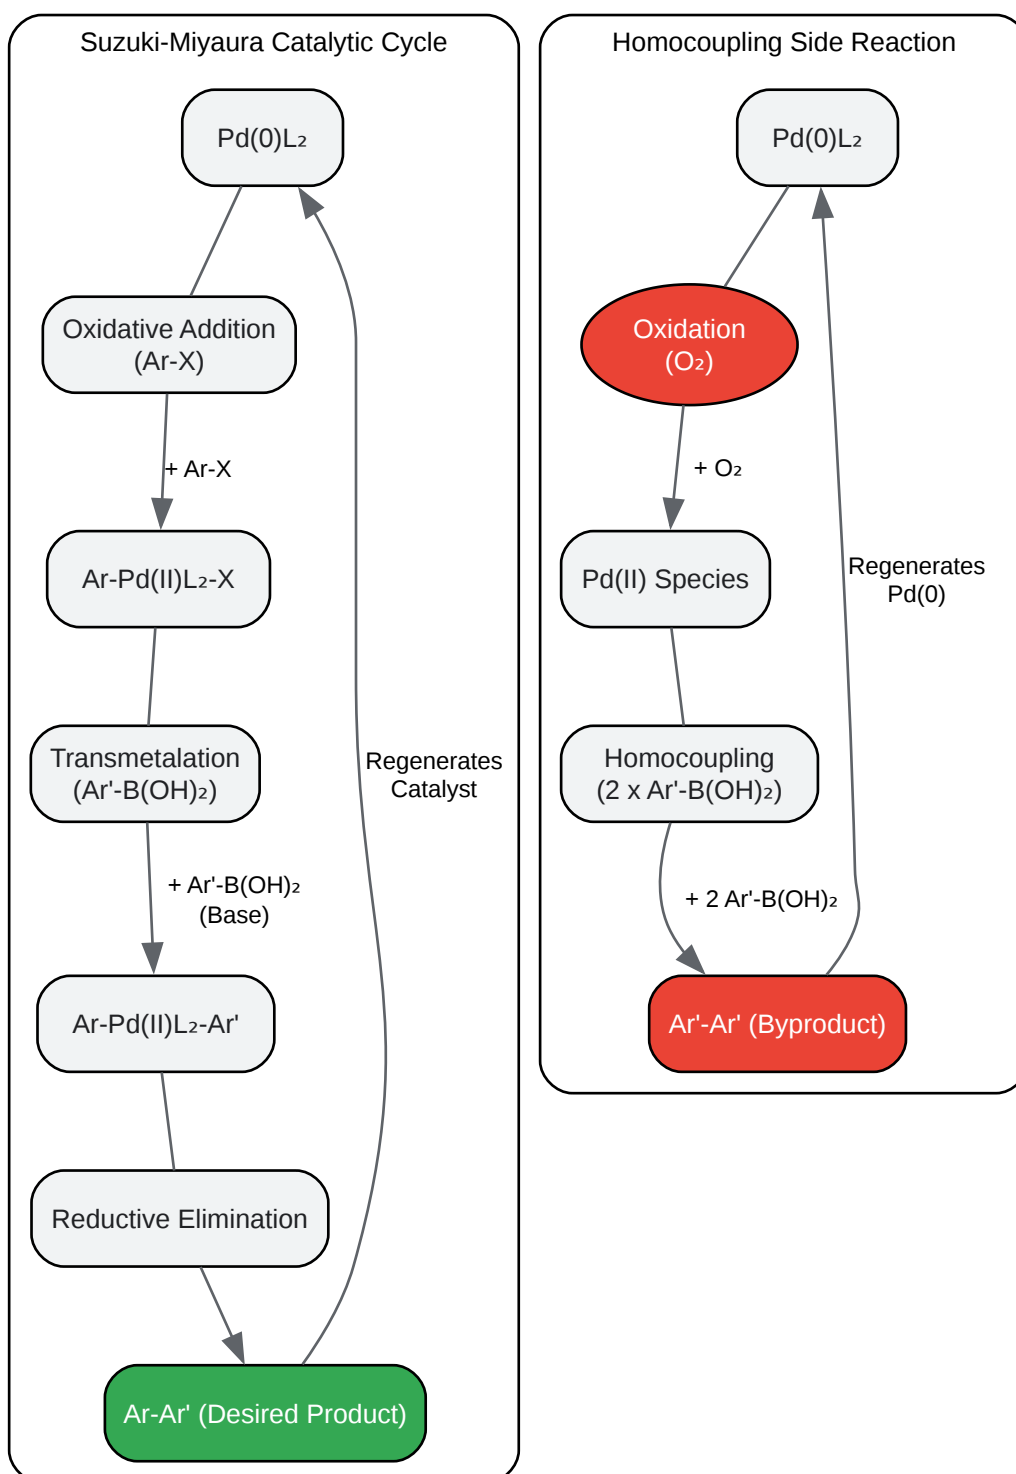 Suzuki-Miyaura Catalytic Cycle
Pd(0)L₂
Oxidative Addition
(Ar-X)
+ Ar-X
Ar-Pd(II)L₂-X
Transmetalation
(Ar'-B(OH)₂)
Regenerates
Catalyst
+ Ar'-B(OH)₂
(Base)
Ar-Pd(II)L₂-Ar'
Reductive Elimination
Ar-Ar' (Desired Product)
Homocoupling Side Reaction
Pd(0)L₂
Oxidation
(O₂)
+ O₂
Pd(II) Species
Regenerates
Pd(0)
Homocoupling
(2 x Ar'-B(OH)₂)
+ 2 Ar'-B(OH)₂
Ar'-Ar' (Byproduct)